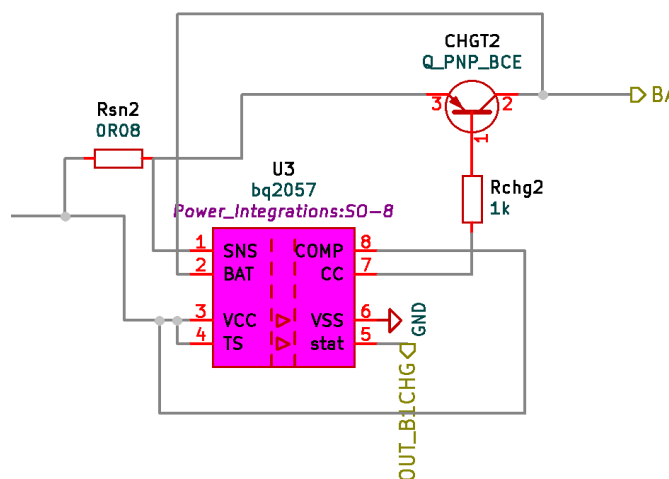 CHGT2
Q_PNP_BCE
3
2
1
BA
Rsn2
0R08
U3
bq2057
Power_Integrations:SO-8
Rchg2
1k
1 SNS COMP 8
2 BAT CC 7
3 VCC VSS 6
4 TS stat 5
GND
OUT_B1CHG